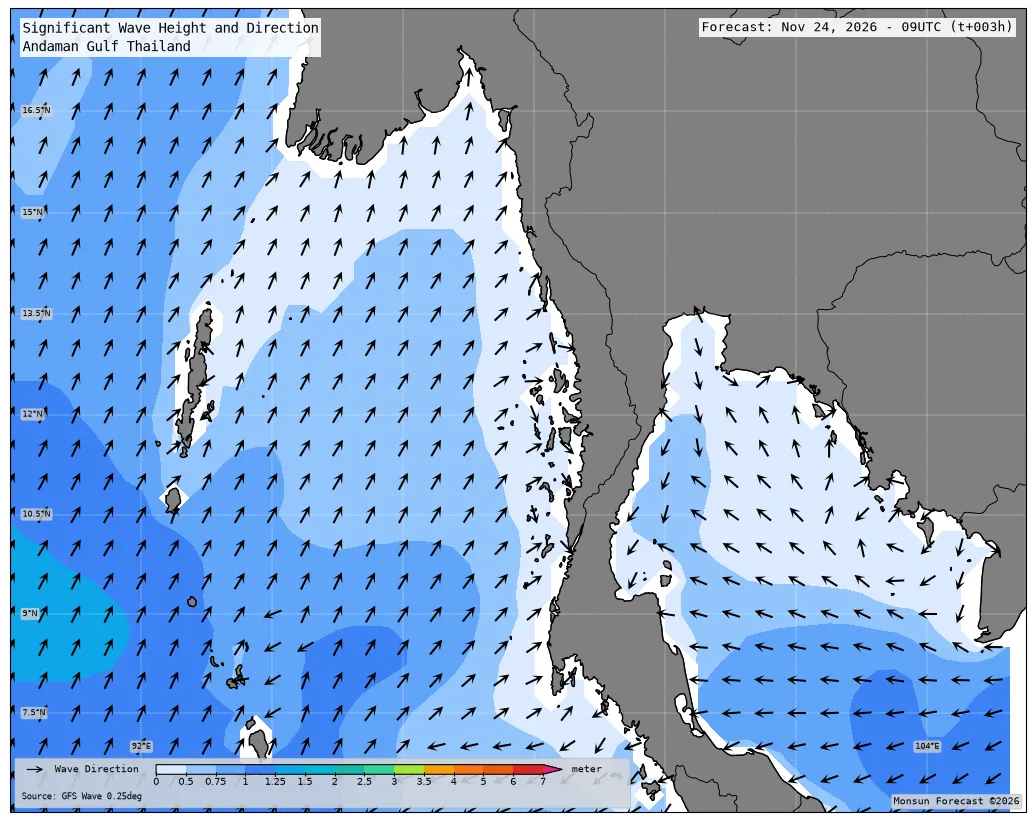 Significant Wave Height and Direction
Andaman Gulf Thailand
Forecast: Nov 24, 2026 - 09UTC (t+003h)
16.5°N
15°N
13.5°N
12°N
10.5°N
9°N
7.5°N
92°E
104°E
Wave Direction
0.5 0.75 1 1.25 1.5 2 2.5 3 3.5 4 5 6 7
meter
Source: GFS Wave 0.25deg
Monsun Forecast ©2026